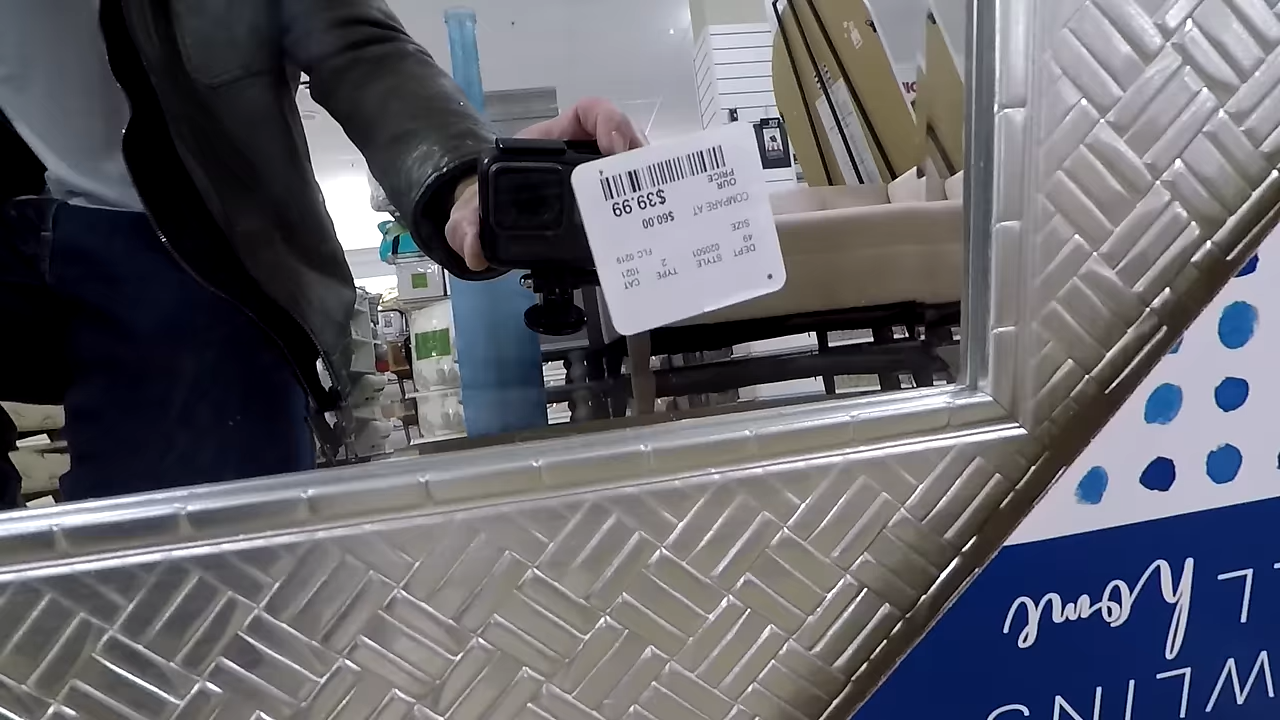 DEPT STYLE TYPE CAT
49 020501 2 1021
SIZE FLC 0219
COMPARE AT $60.00
OUR
PRICE $39.99
home